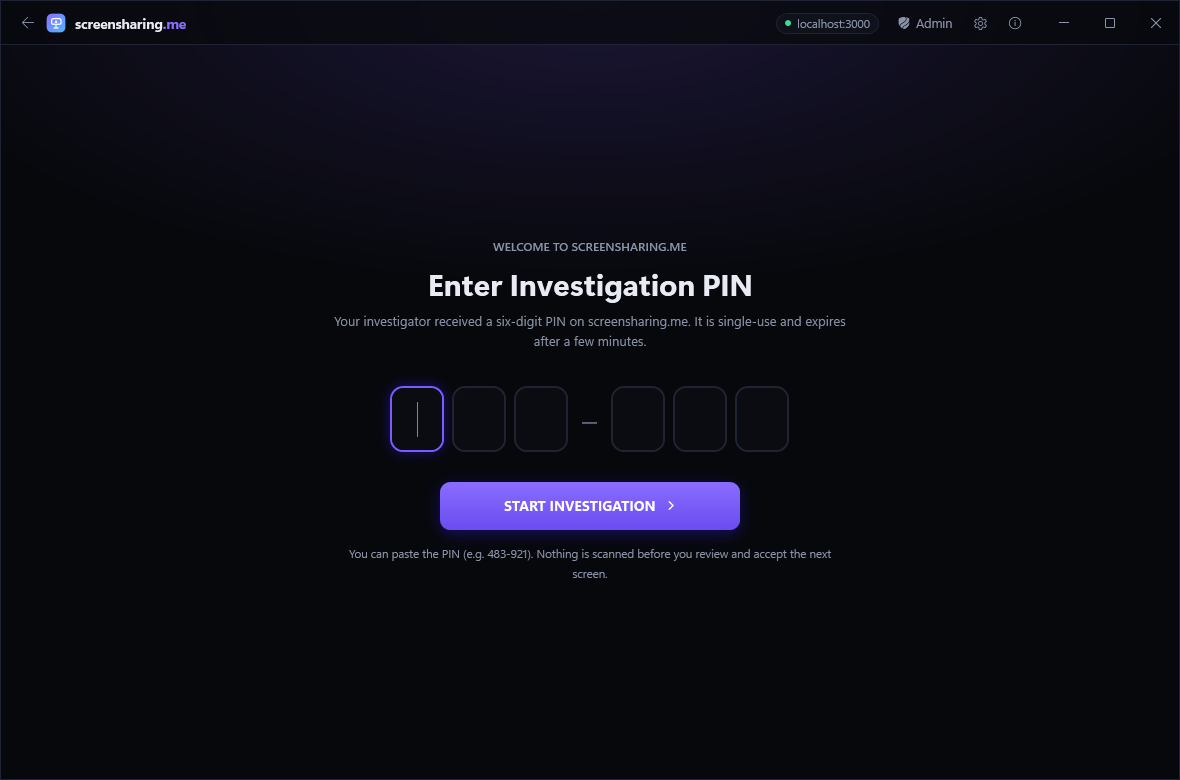 screensharing.me
localhost:3000
Admin
WELCOME TO SCREENSHARING.ME
Enter Investigation PIN
Your investigator received a six-digit PIN on screensharing.me. It is single-use and expires
after a few minutes.
—
START INVESTIGATION
You can paste the PIN (e.g. 483-921). Nothing is scanned before you review and accept the next
screen.